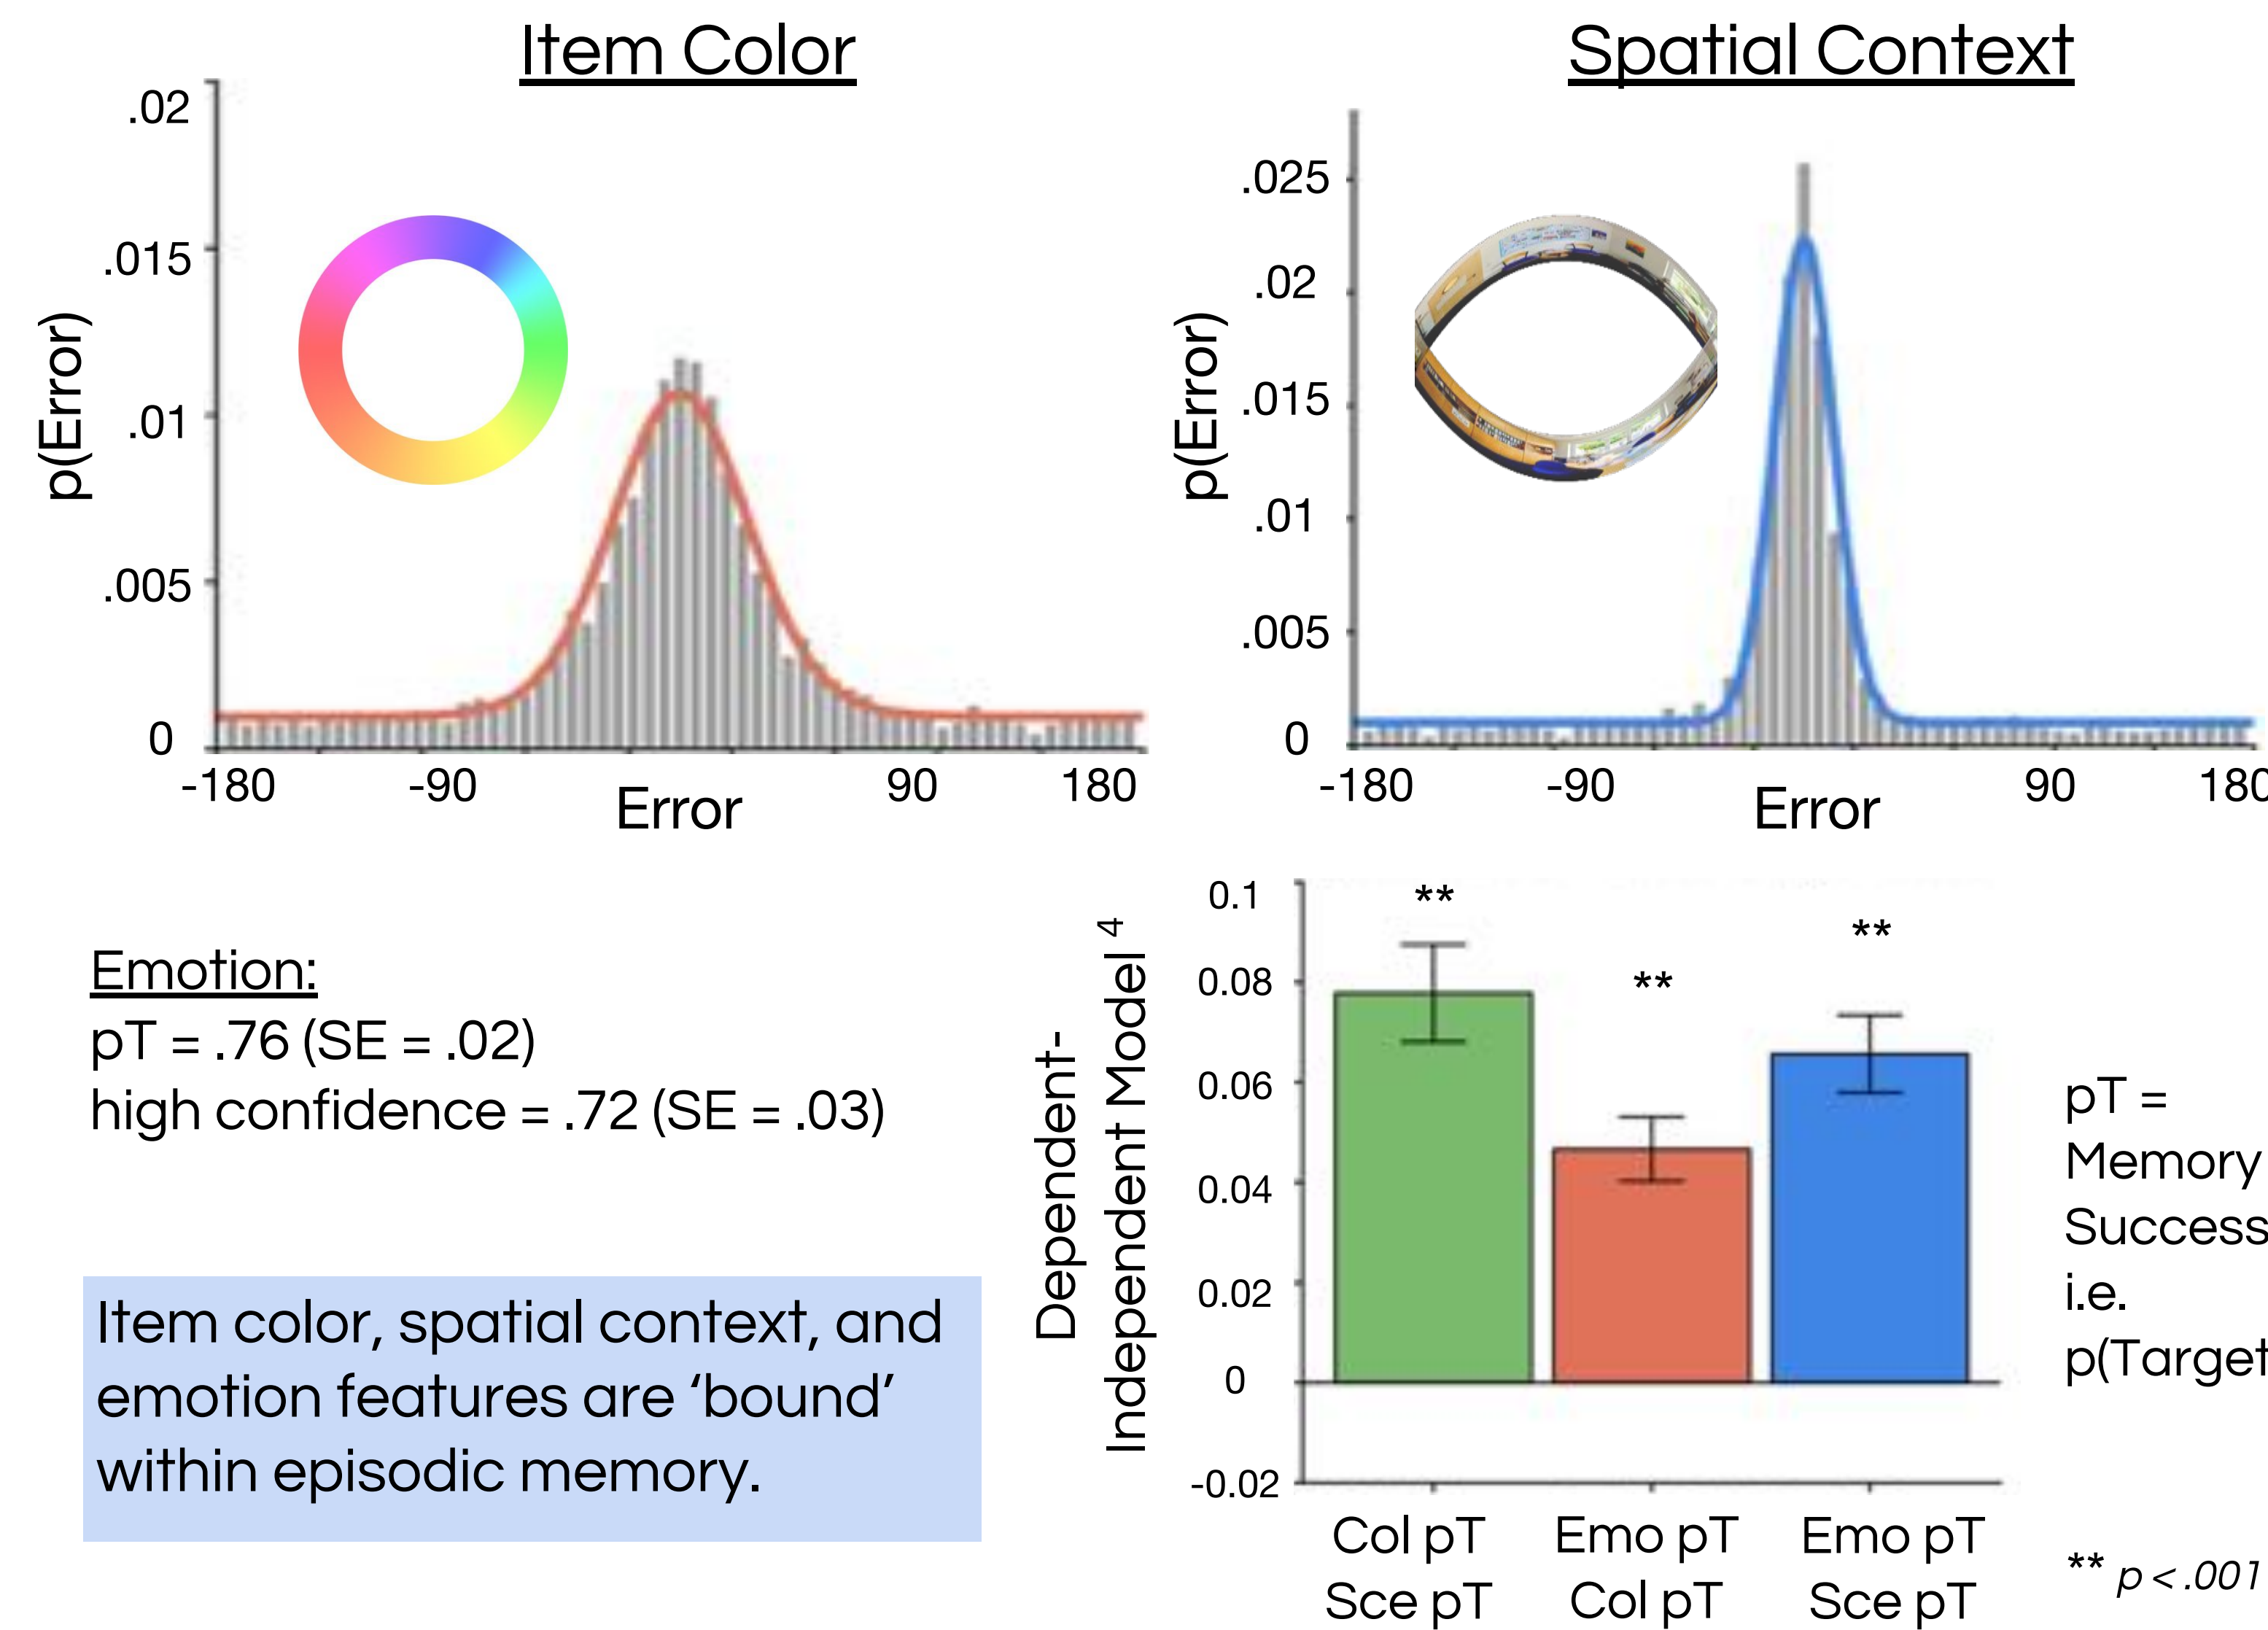 Item Color
.02
.015
.01
.005
0
p(Error)
-180
-90
90
180
Error
Spatial Context
.025
.02
.015
.01
.005
0
p(Error)
-180
-90
90
180
Error
Emotion:
pT = .76 (SE = .02)
high confidence = .72 (SE = .03)
Item color, spatial context, and
emotion features are ‘bound’
within episodic memory.
Dependent-
Independent Model 4
0.1
0.08
0.06
0.04
0.02
0
-0.02
**
**
**
Col pT
Sce pT
Emo pT
Col pT
Emo pT
Sce pT
pT =
Memory
Success
i.e.
p(Target
** p < .001